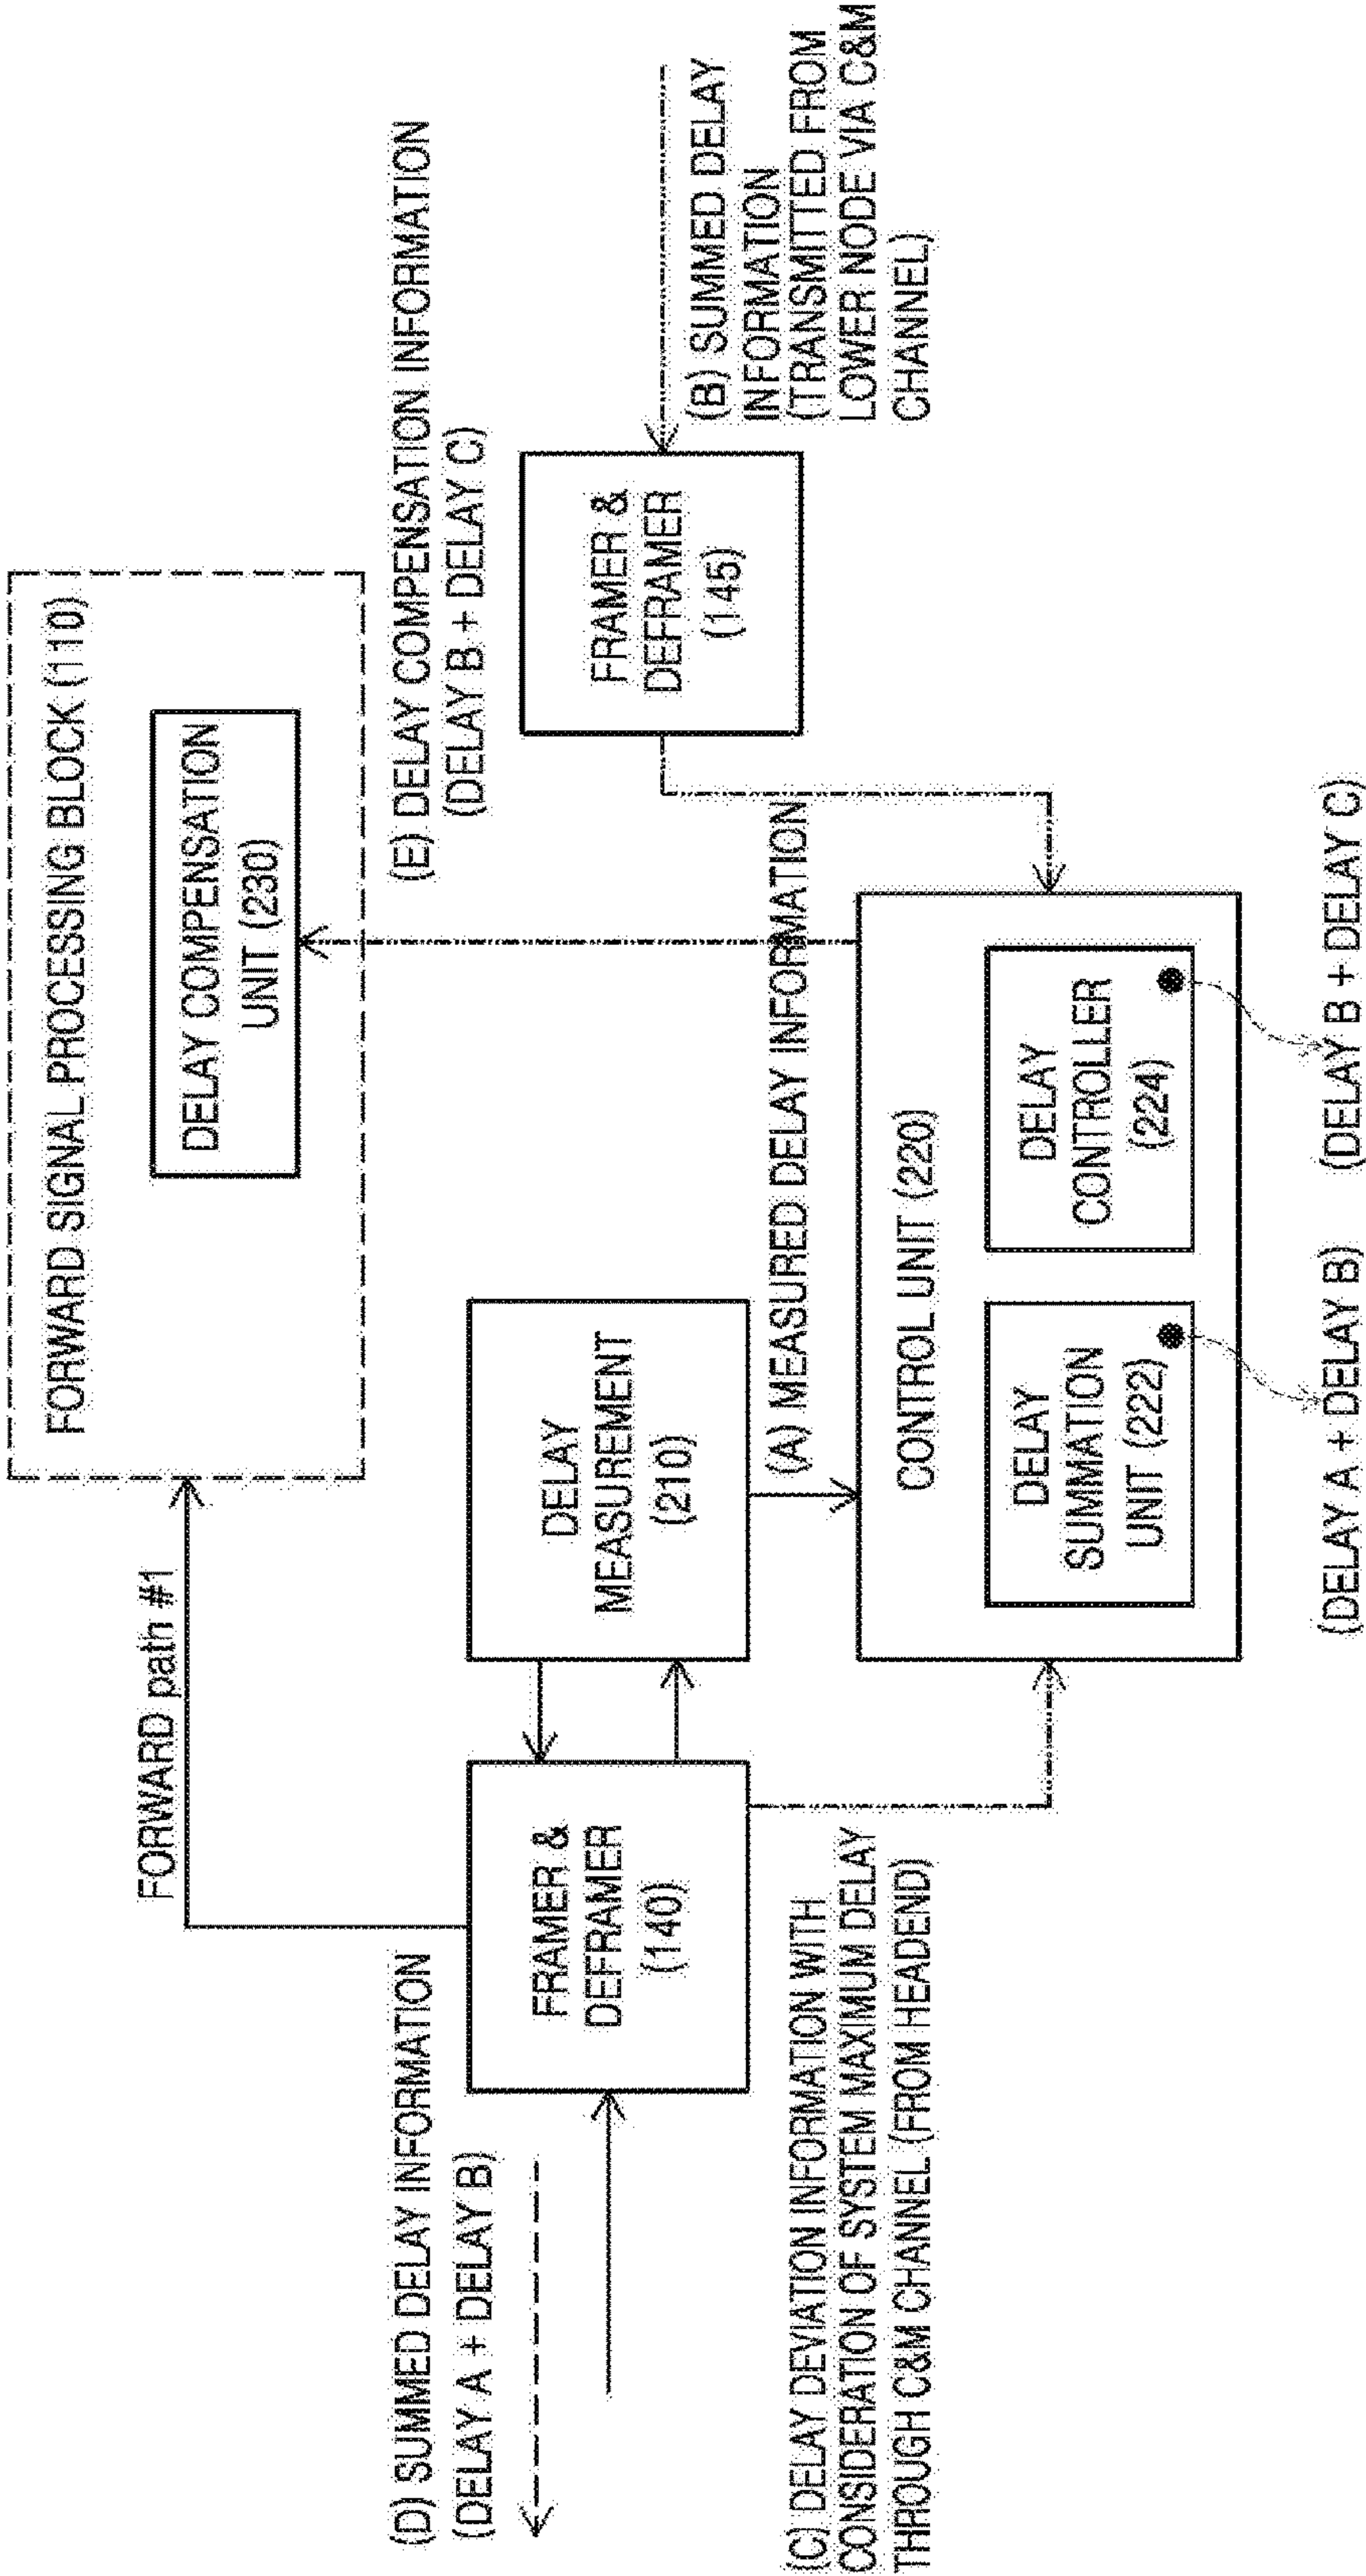 FORWARD SIGNAL PROCESSING BLOCK (110)
DELAY COMPENSATION
UNIT (230)
FORWARD path #1
(D) SUMMED DELAY INFORMATION
(DELAY A + DELAY B)
(E) DELAY COMPENSATION INFORMATION
(DELAY B + DELAY C)
FRAMER &
DEFRAMER
(140)
DELAY
MEASUREMENT
(210)
FRAMER &
DEFRAMER
(145)
(B) SUMMED DELAY
INFORMATION
(TRANSMITTED FROM
LOWER NODE VIA C&M
CHANNEL)
(A) MEASURED DELAY INFORMATION
(C) DELAY DEVIATION INFORMATION WITH
CONSIDERATION OF SYSTEM MAXIMUM DELAY
THROUGH C&M CHANNEL (FROM HEADEND)
CONTROL UNIT (220)
DELAY
SUMMATION
UNIT (222)
DELAY
CONTROLLER
(224)
(DELAY A + DELAY B)
(DELAY B + DELAY C)